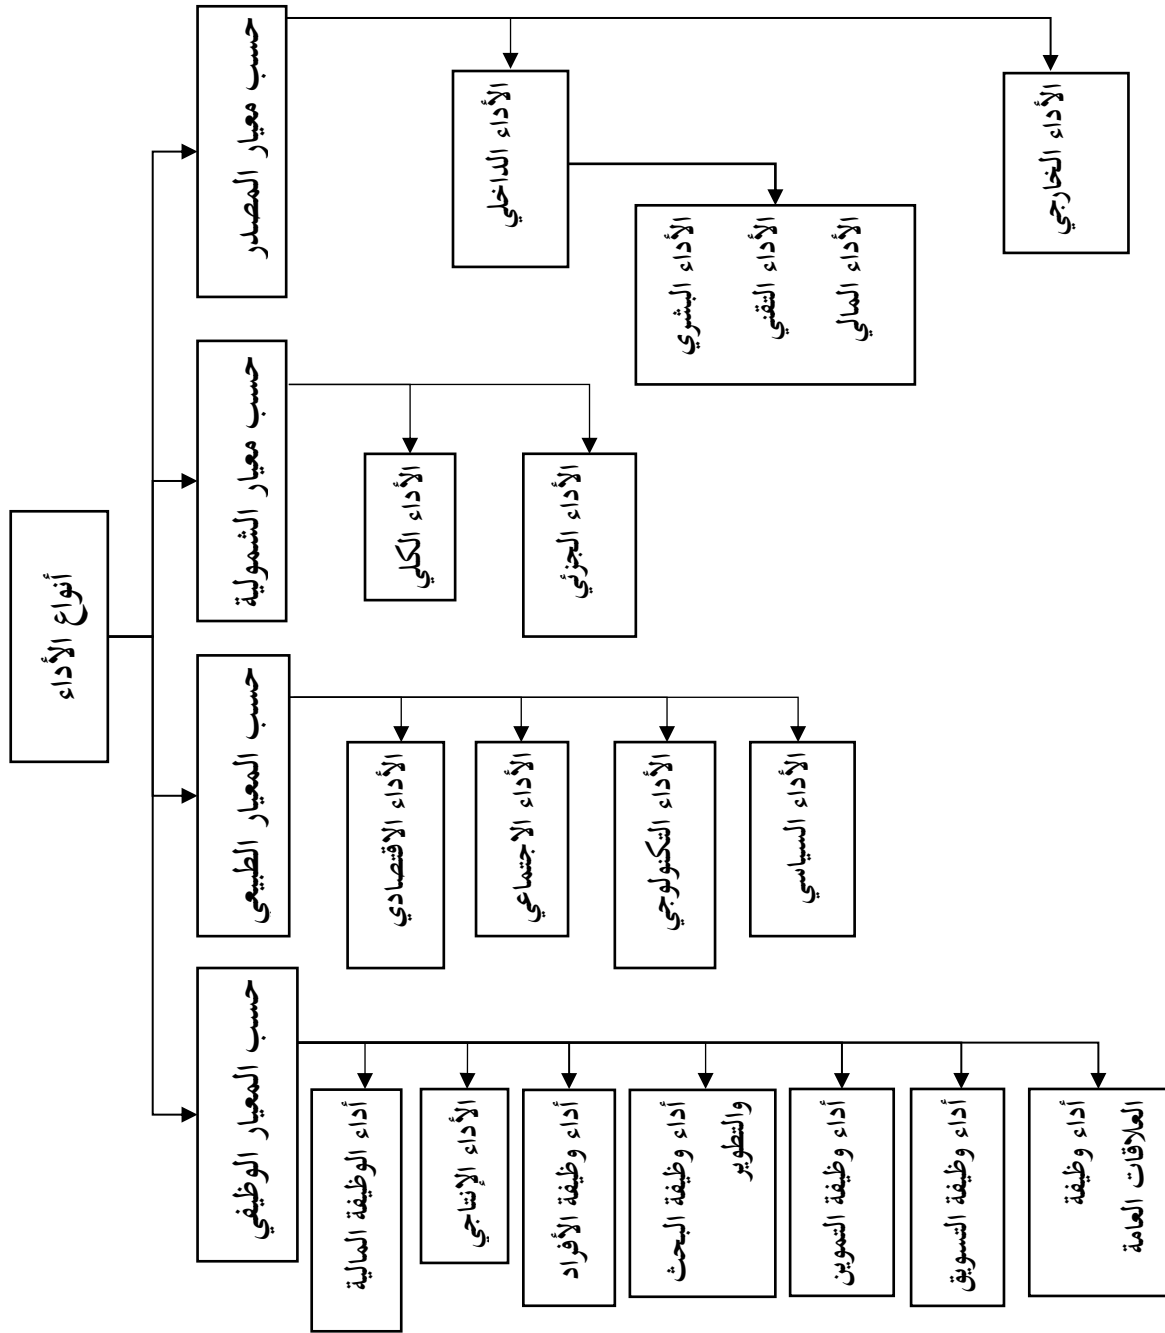 أنواع الأداء
حسب معيار المصدر
الأداء الداخلي
الأداء البشري
الأداء التقني
الأداء المالي
الأداء الخارجي
حسب معيار الشمولية
الأداء الكلي
الأداء الجزئي
حسب المعيار الطبيعي
الأداء الاقتصادي
الأداء الاجتماعي
الأداء التكنولوجي
الأداء السياسي
حسب المعيار الوظيفي
أداء الوظيفة المالية
الأداء الإنتاجي
أداء وظيفة الأفراد
أداء وظيفة البحث
والتطوير
أداء وظيفة التموين
أداء وظيفة التسويق
أداء وظيفة
العلاقات العامة